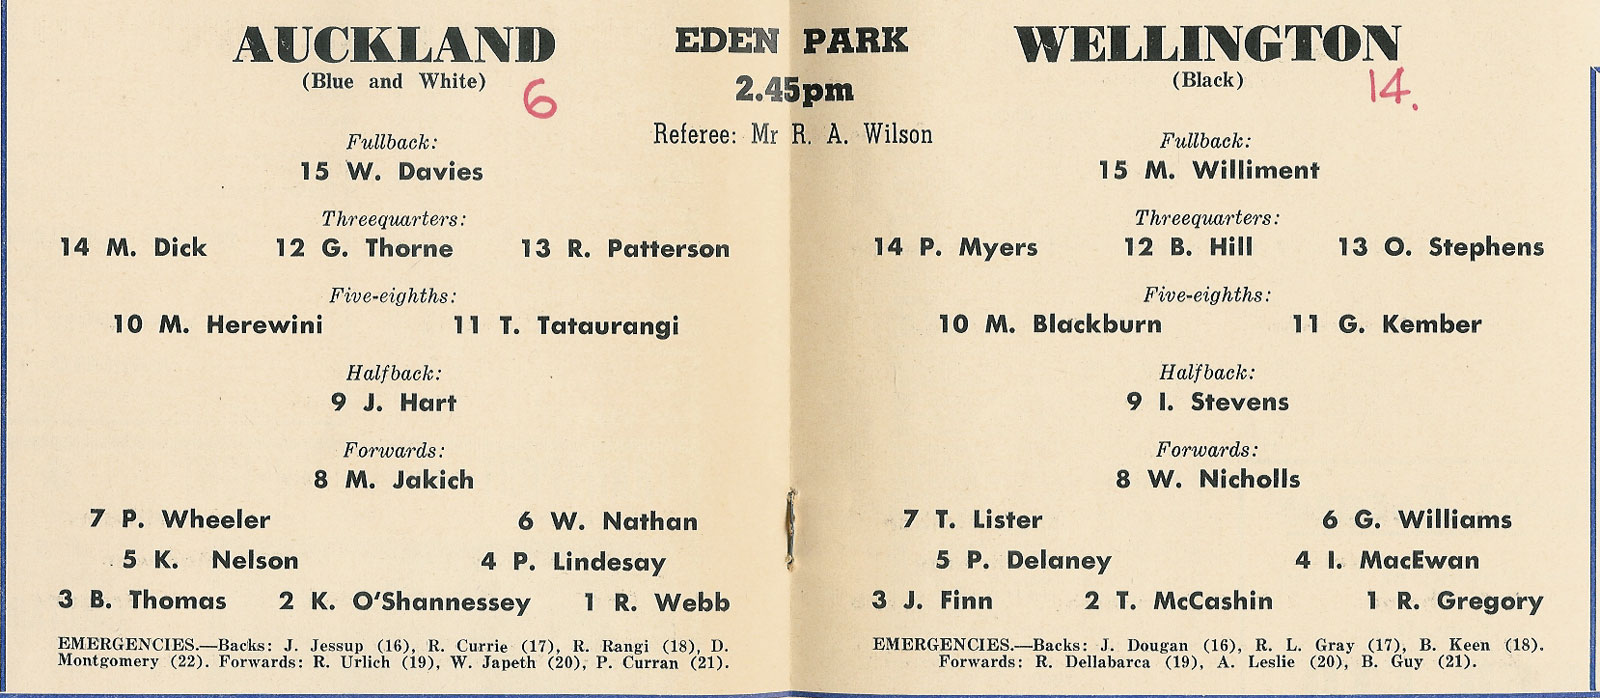 AUCKLAND
(Blue and White)
6
Fullback:
15 W. Davies
Threequarters:
14 M. Dick 12 G. Thorne 13 R. Patterson
Five-eighths:
10 M. Herewini 11 T. Tataurangi
Halfback:
9 J. Hart
Forwards:
8 M. Jakich
7 P. Wheeler 6 W. Nathan
5 K. Nelson 4 P. Lindesay
3 B. Thomas 2 K. O'Shannessey 1 R. Webb
EMERGENCIES.—Backs: J. Jessup (16), R. Currie (17), R. Rangi (18), D.
Montgomery (22). Forwards: R. Urlich (19), W. Japeth (20), P. Curran (21).
EDEN PARK
2.45pm
Referee: Mr R. A. Wilson
WELLINGTON
(Black)
14.
Fullback:
15 M. Williment
Threequarters:
14 P. Myers 12 B. Hill 13 O. Stephens
Five-eighths:
10 M. Blackburn 11 G. Kember
Halfback:
9 I. Stevens
Forwards:
8 W. Nicholls
7 T. Lister 6 G. Williams
5 P. Delaney 4 I. MacEwan
3 J. Finn 2 T. McCashin 1 R. Gregory
EMERGENCIES.—Backs: J. Dougan (16), R. L. Gray (17), B. Keen (18).
Forwards: R. Dellabarca (19), A. Leslie (20), B. Guy (21).